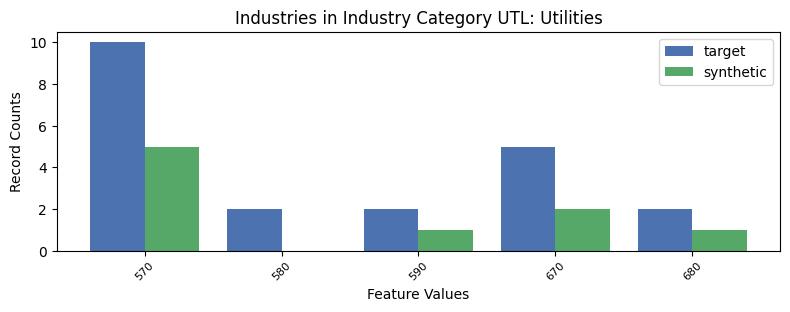 Industries in Industry Category UTL: Utilities
target
synthetic
Record Counts
10
8
6
4
2
0
570
580
590
670
680
Feature Values